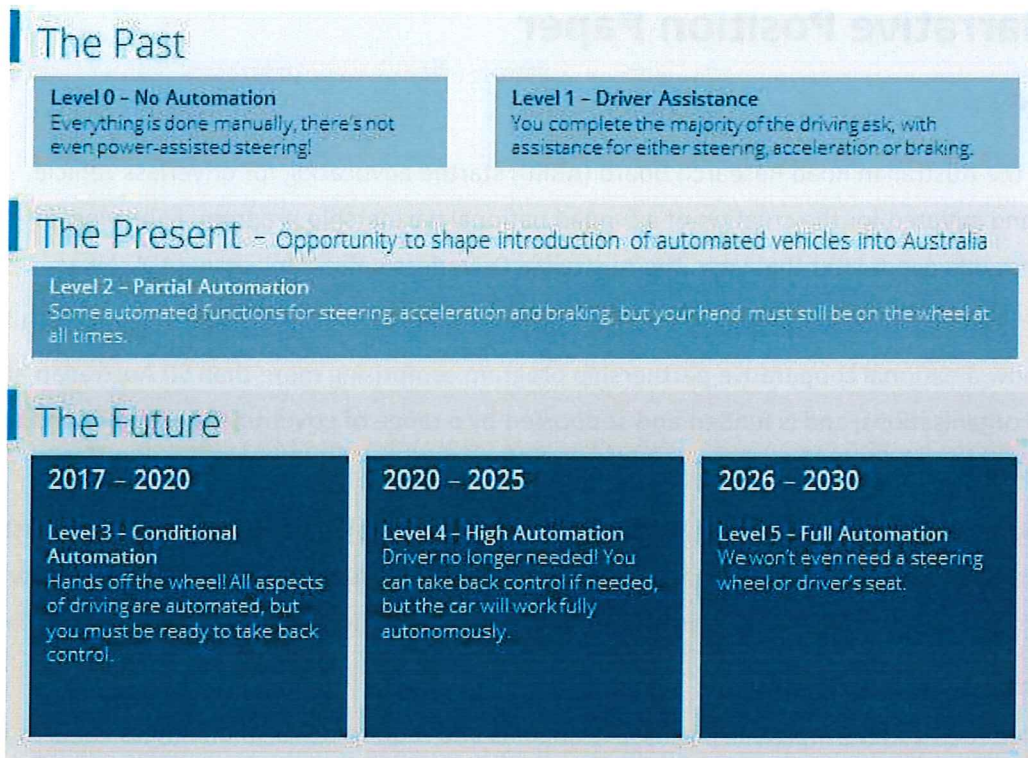 The Past
Level 0 – No Automation
Everything is done manually, there's not
even power-assisted steering!
Level 1 – Driver Assistance
You complete the majority of the driving ask, with
assistance for either steering, acceleration or braking.
The Present – Opportunity to shape introduction of automated vehicles into Australia
Level 2 – Partial Automation
Some automated functions for steering, acceleration and braking, but your hand must still be on the wheel at
all times.
The Future
2017 – 2020
Level 3 – Conditional
Automation
Hands off the wheel! All aspects
of driving are automated, but
you must be ready to take back
control.
2020 – 2025
Level 4 – High Automation
Driver no longer needed! You
can take back control if needed,
but the car will work fully
autonomously.
2026 – 2030
Level 5 – Full Automation
We won't even need a steering
wheel or driver's seat.